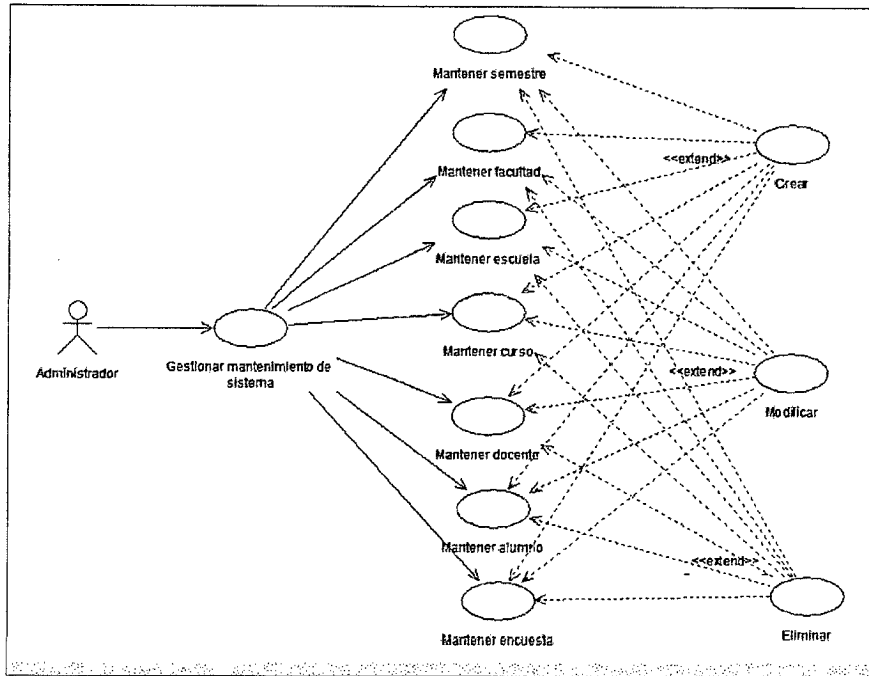 Mantener semestre
Mantener facultad
<<extend>>
Crear
Mantener escuela
Mantener curso
Administrador
Gestionar mantenimiento de
sistema
<<extend>>
Modificar
Mantener docente
Mantener alumno
<<extend>>
Mantener encuesta
Eliminar